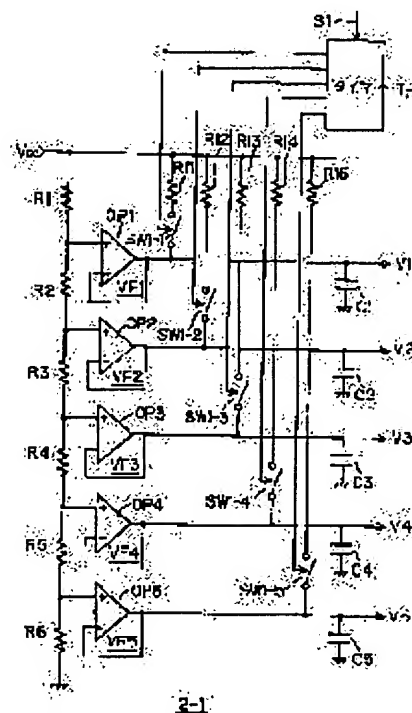 S1
R12
R13
R14
R11
R15
R1
OP1
SW1-1
VF1
V1
C1
R2
OP2
SW1-2
VF2
V2
C2
R3
OP3
SW1-3
VF3
V3
C3
R4
OP4
SW1-4
VF4
V4
C4
R5
OP5
SW1-5
VF5
V5
C5
R6
2-1